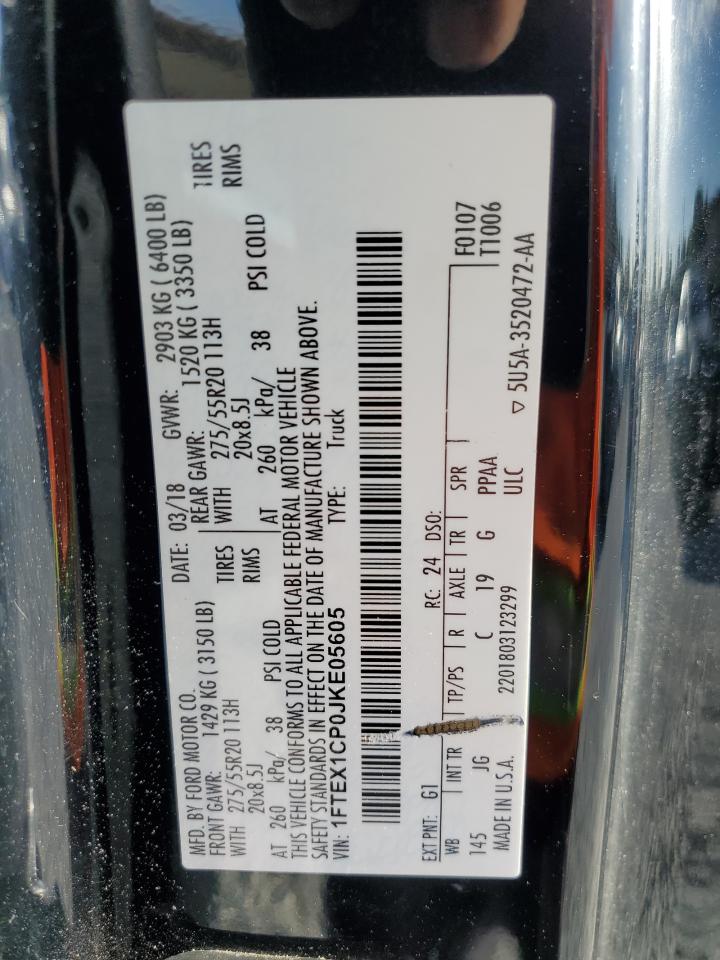 MFD. BY FORD MOTOR CO.
DATE: 03/18 GVWR: 2903 KG ( 6400 LB)
FRONT GAWR: 1429 KG ( 3150 LB)
REAR GAWR: 1520 KG ( 3350 LB)
WITH 275/55R20 113H TIRES
WITH 275/55R20 113H TIRES
20x8.5J RIMS
20x8.5J RIMS
AT 260 kPa/ 38 PSI COLD
AT 260 kPa/ 38 PSI COLD
THIS VEHICLE CONFORMS TO ALL APPLICABLE FEDERAL MOTOR VEHICLE
SAFETY STANDARDS IN EFFECT ON THE DATE OF MANUFACTURE SHOWN ABOVE.
VIN: 1FTEX1CP0JKE05605 TYPE: Truck
EXT PNT: G1 RC: 24 DSO: F0107
WB INT TR TP/PS R AXLE TR SPR T1006
145 JG C 19 G PPAA
ULC
MADE IN U.S.A. 2201803123299 5U5A-3520472-AA